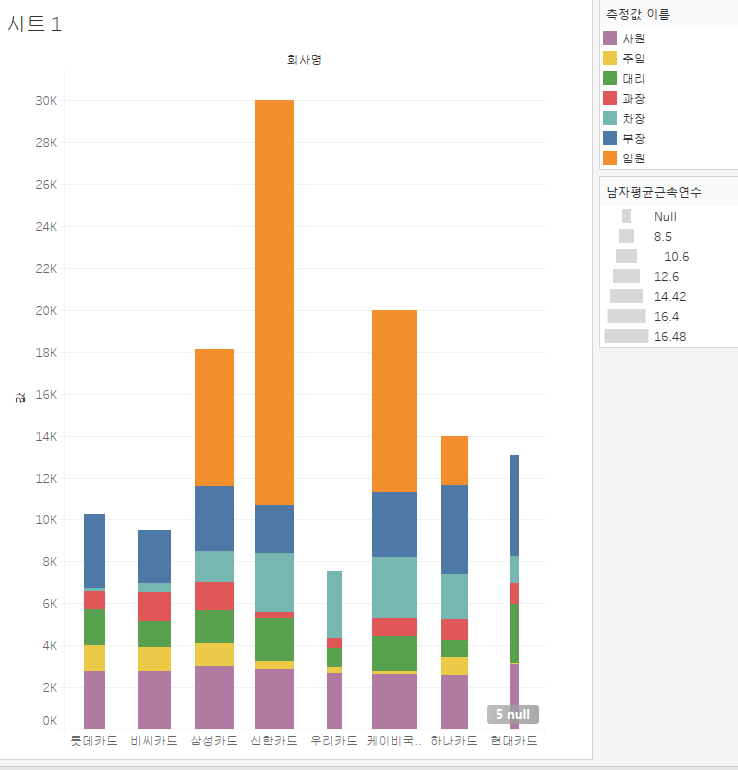 시트 1
회사명
30K
28K
26K
24K
22K
20K
18K
16K
14K
12K
10K
8K
6K
4K
2K
0K
값
5 null
롯데카드 비씨카드 삼성카드 신한카드 우리카드 케이비국.. 하나카드 현대카드
측정값 이름
사원
주임
대리
과장
차장
부장
임원
남자평균근속연수
Null
8.5
10.6
12.6
14.42
16.4
16.48